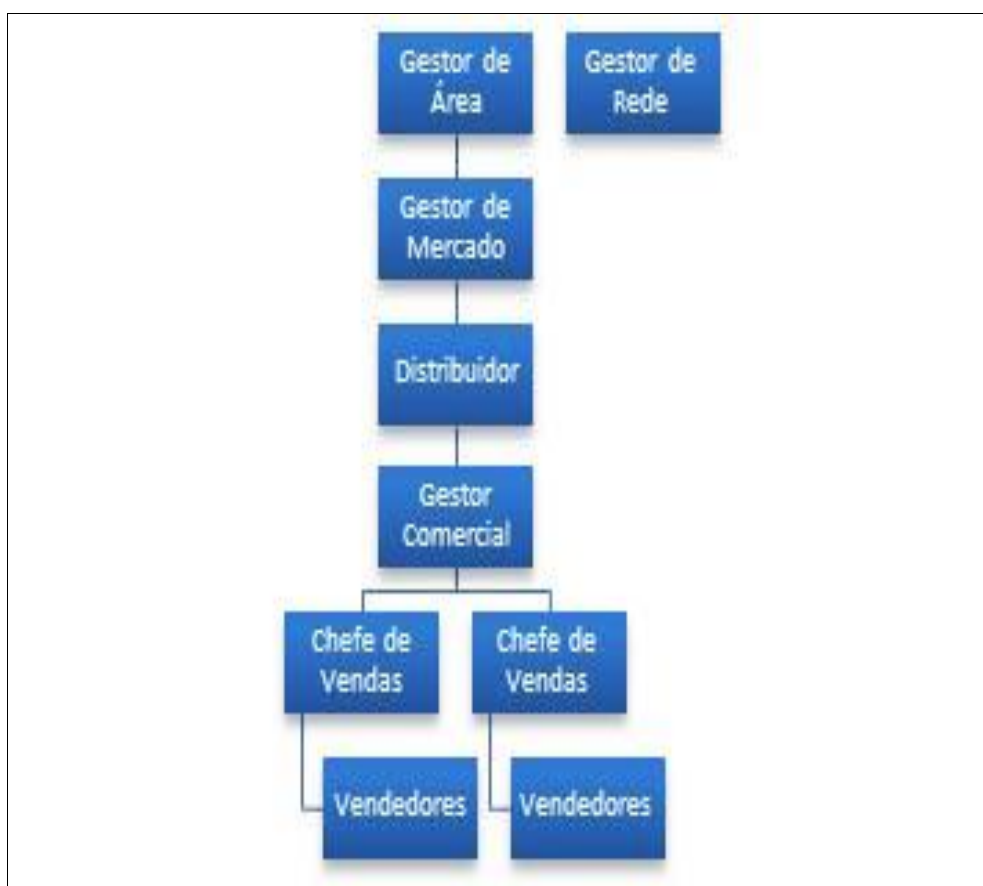 Gestor de
Área
Gestor de
Rede
Gestor de
Mercado
Distribuidor
Gestor
Comercial
Chefe de
Vendas
Chefe de
Vendas
Vendedores
Vendedores